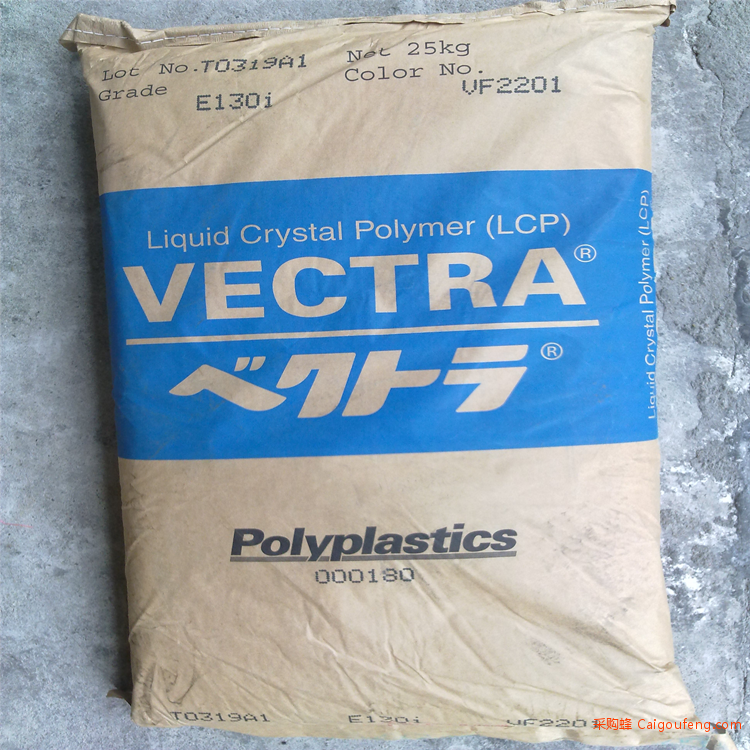 Lot No.T0319A1 Net 25kg
Grade E130i Color No. VF2201
Liquid Crystal Polymer (LCP)
VECTRA®
ベクトラ®
Liquid Crystal Polymer (LCP)
Polyplastics
000180
T0319A1 E130i VF2201
采购蜂 Caigoufeng.com